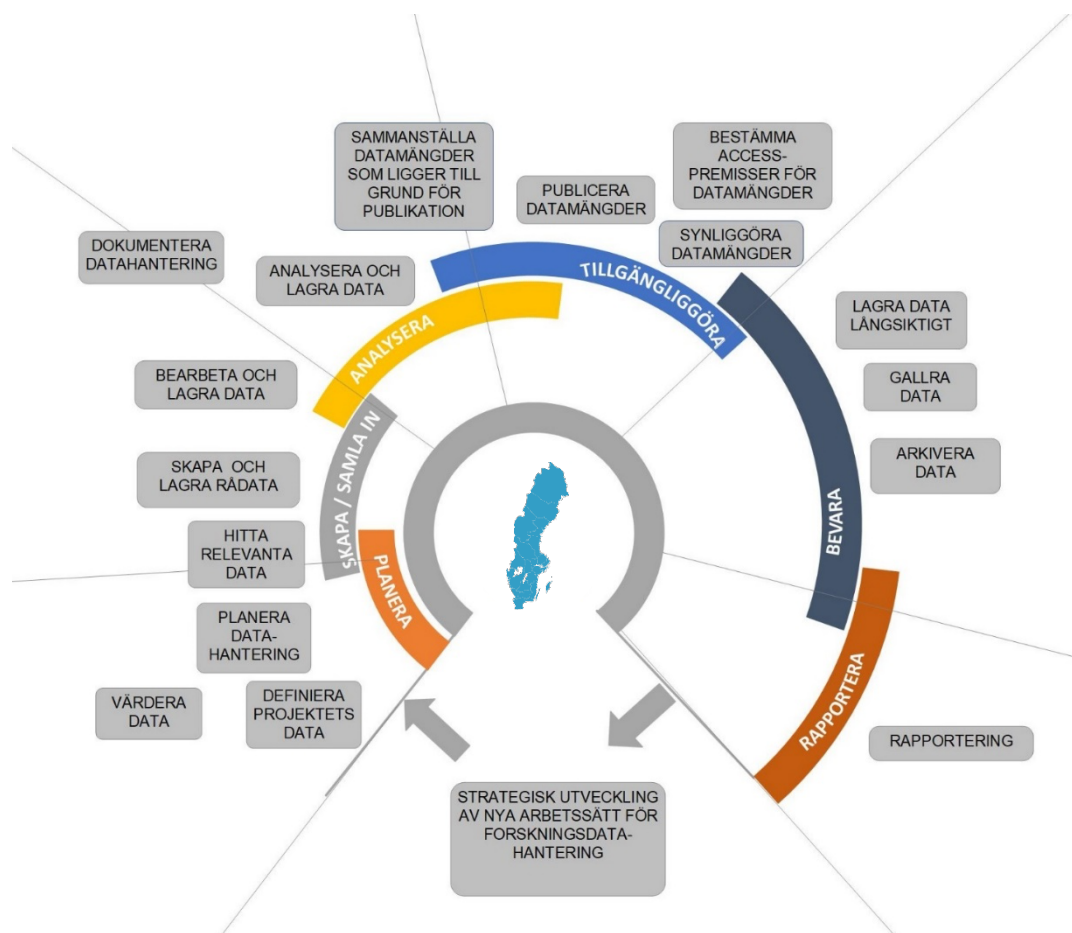 SAMMANSTÄLLA
DATAMÄNGDER
SOM LIGGER TILL
GRUND FÖR
PUBLIKATION
BESTÄMMA
ACCESS-
PREMISSER FÖR
DATAMÄNGDER
PUBLICERA
DATAMÄNGDER
SYNLIGGÖRA
DATAMÄNGDER
DOKUMENTERA
DATAHANTERING
ANALYSERA OCH
LAGRA DATA
TILLGÄNGLIGGÖRA
LAGRA DATA
LÅNGSIKTIGT
ANALYSERA
BEARBETA OCH
LAGRA DATA
GALLRA
DATA
SKAPA OCH
LAGRA RÅDATA
SKAPA / SAMLA IN
ARKIVERA
DATA
BEVARA
HITTA
RELEVANTA
DATA
PLANERA
PLANERA
DATA-
HANTERING
VÄRDERA
DATA
DEFINIERA
PROJEKTETS
DATA
RAPPORTERA
RAPPORTERING
STRATEGISK UTVECKLING
AV NYA ARBETSSÄTT FÖR
FORSKNINGSDATA-
HANTERING